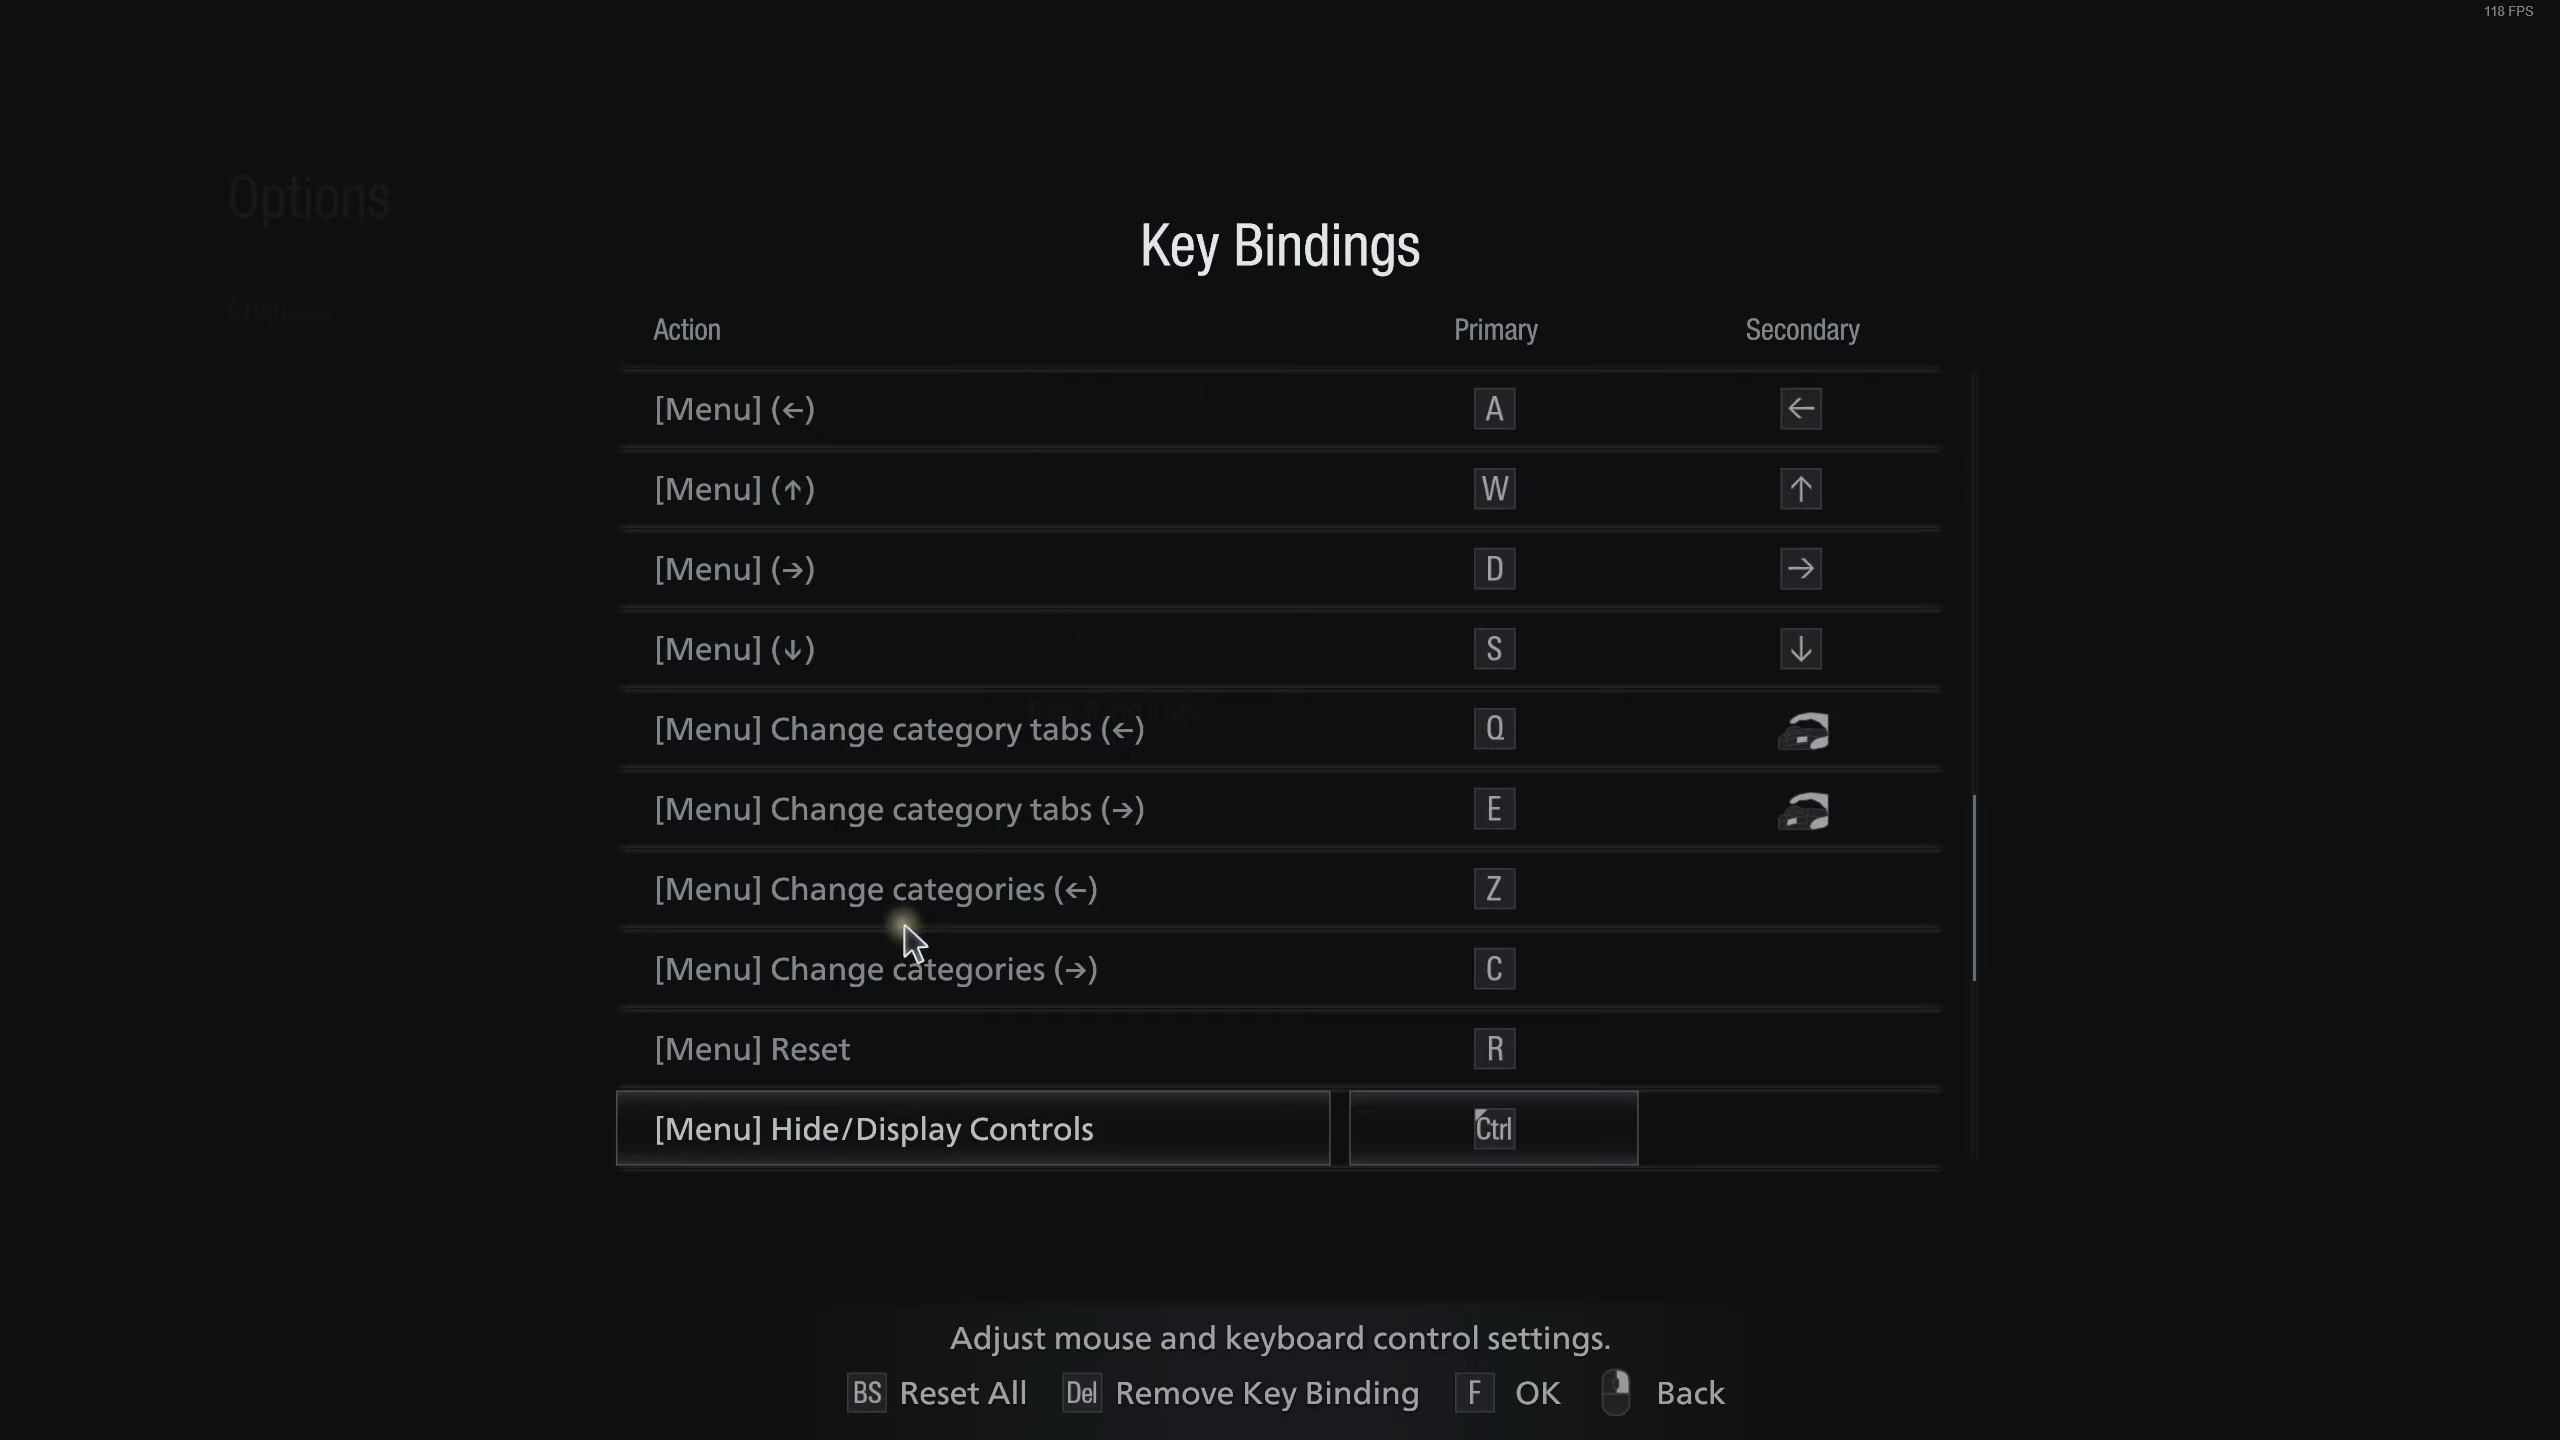 118 FPS
Options
Key Bindings
Action Primary Secondary
[Menu] (←) A ←
[Menu] (↑) W ↑
[Menu] (→) D →
[Menu] (↓) S ↓
[Menu] Change category tabs (←) Q
[Menu] Change category tabs (→) E
[Menu] Change categories (←) Z
[Menu] Change categories (→) C
[Menu] Reset R
[Menu] Hide/Display Controls Ctrl
Adjust mouse and keyboard control settings.
BS Reset All Del Remove Key Binding F OK Back